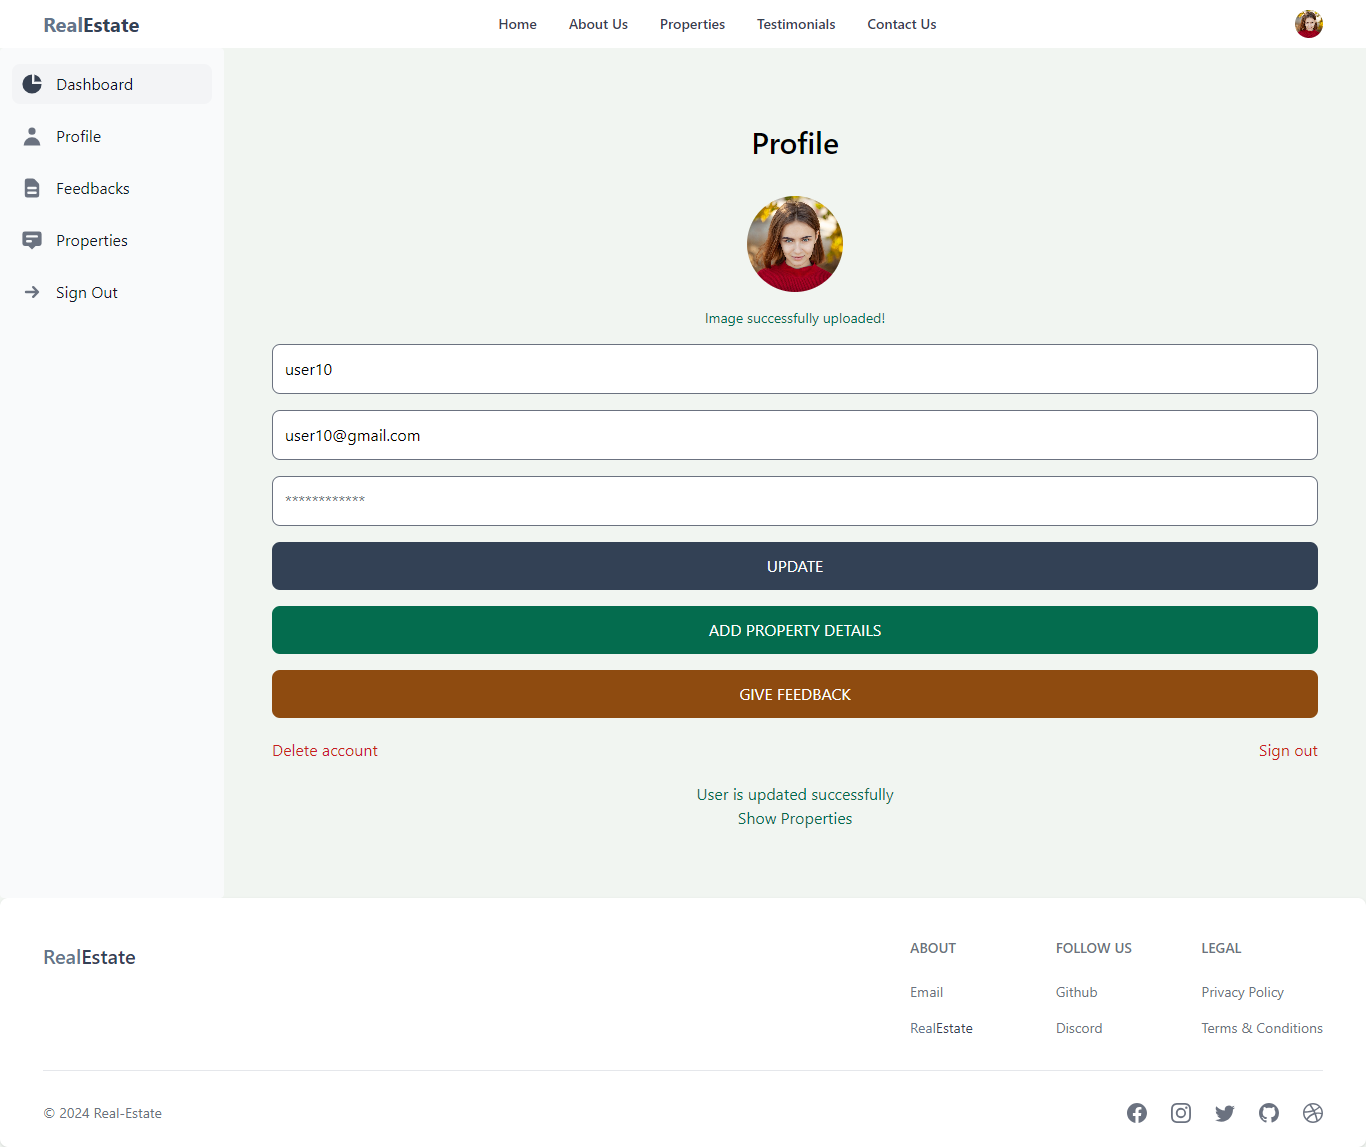 RealEstate
Home
About Us
Properties
Testimonials
Contact Us
Dashboard
Profile
Feedbacks
Properties
Sign Out
Profile
Image successfully uploaded!
user10
user10@gmail.com
************
UPDATE
ADD PROPERTY DETAILS
GIVE FEEDBACK
Delete account
Sign out
User is updated successfully
Show Properties
RealEstate
ABOUT
Email
RealEstate
FOLLOW US
Github
Discord
LEGAL
Privacy Policy
Terms & Conditions
© 2024 Real-Estate